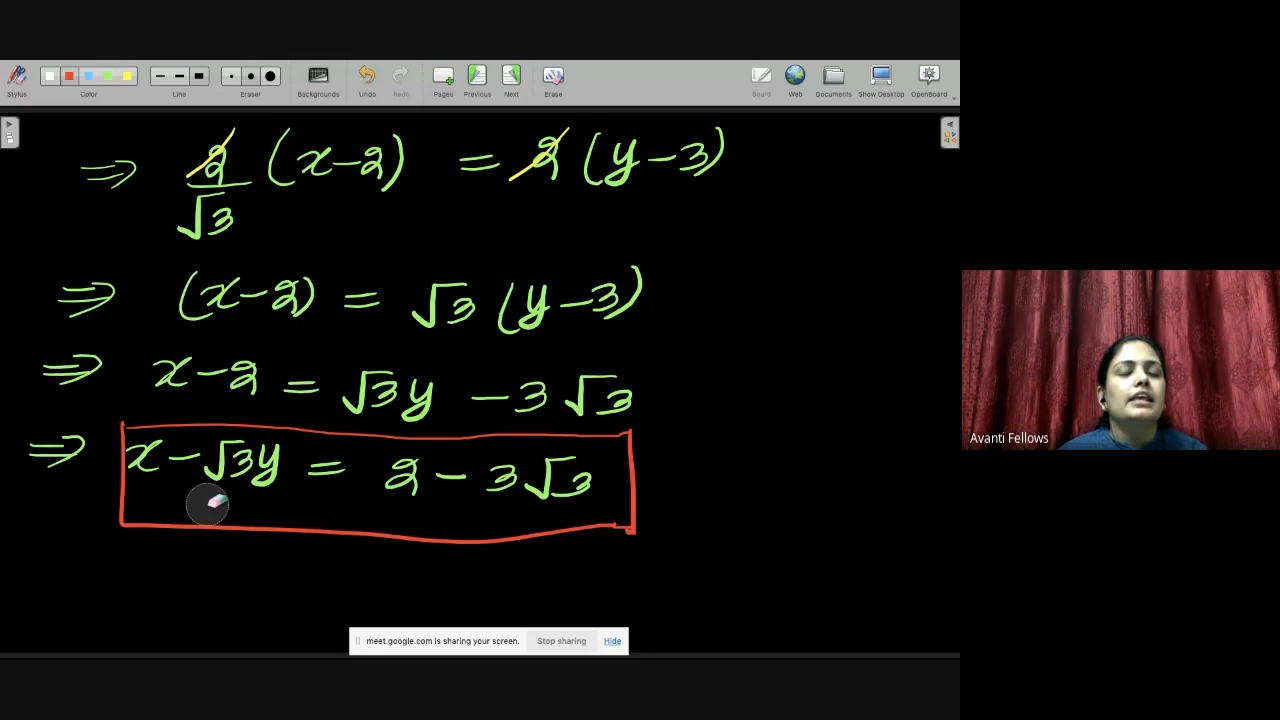 Stylus Color Line Eraser Backgrounds Undo Redo Pages Previous Next Erase Board Web Documents Show Desktop OpenBoard
⇒ 2/√3 (x-2) = 2 (y-3)
⇒ (x-2) = √3 (y-3)
⇒ x-2 = √3y - 3√3
⇒ x-√3y = 2-3√3
Avanti Fellows
meet.google.com is sharing your screen. Stop sharing Hide